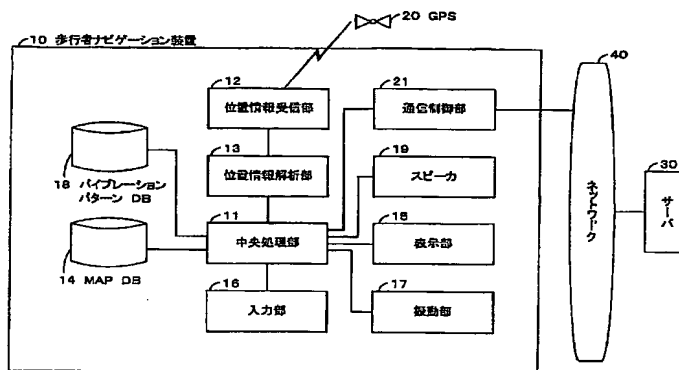 20 GPS
10 歩行者ナビゲーション装置
40
12
位置情報受信部
21
通信制御部
13
位置情報解析部
19
スピーカ
30
サーバ
18 バイブレーション
パターン DB
11
中央処理部
15
表示部
ネットワーク
14 MAP DB
16
入力部
17
振動部